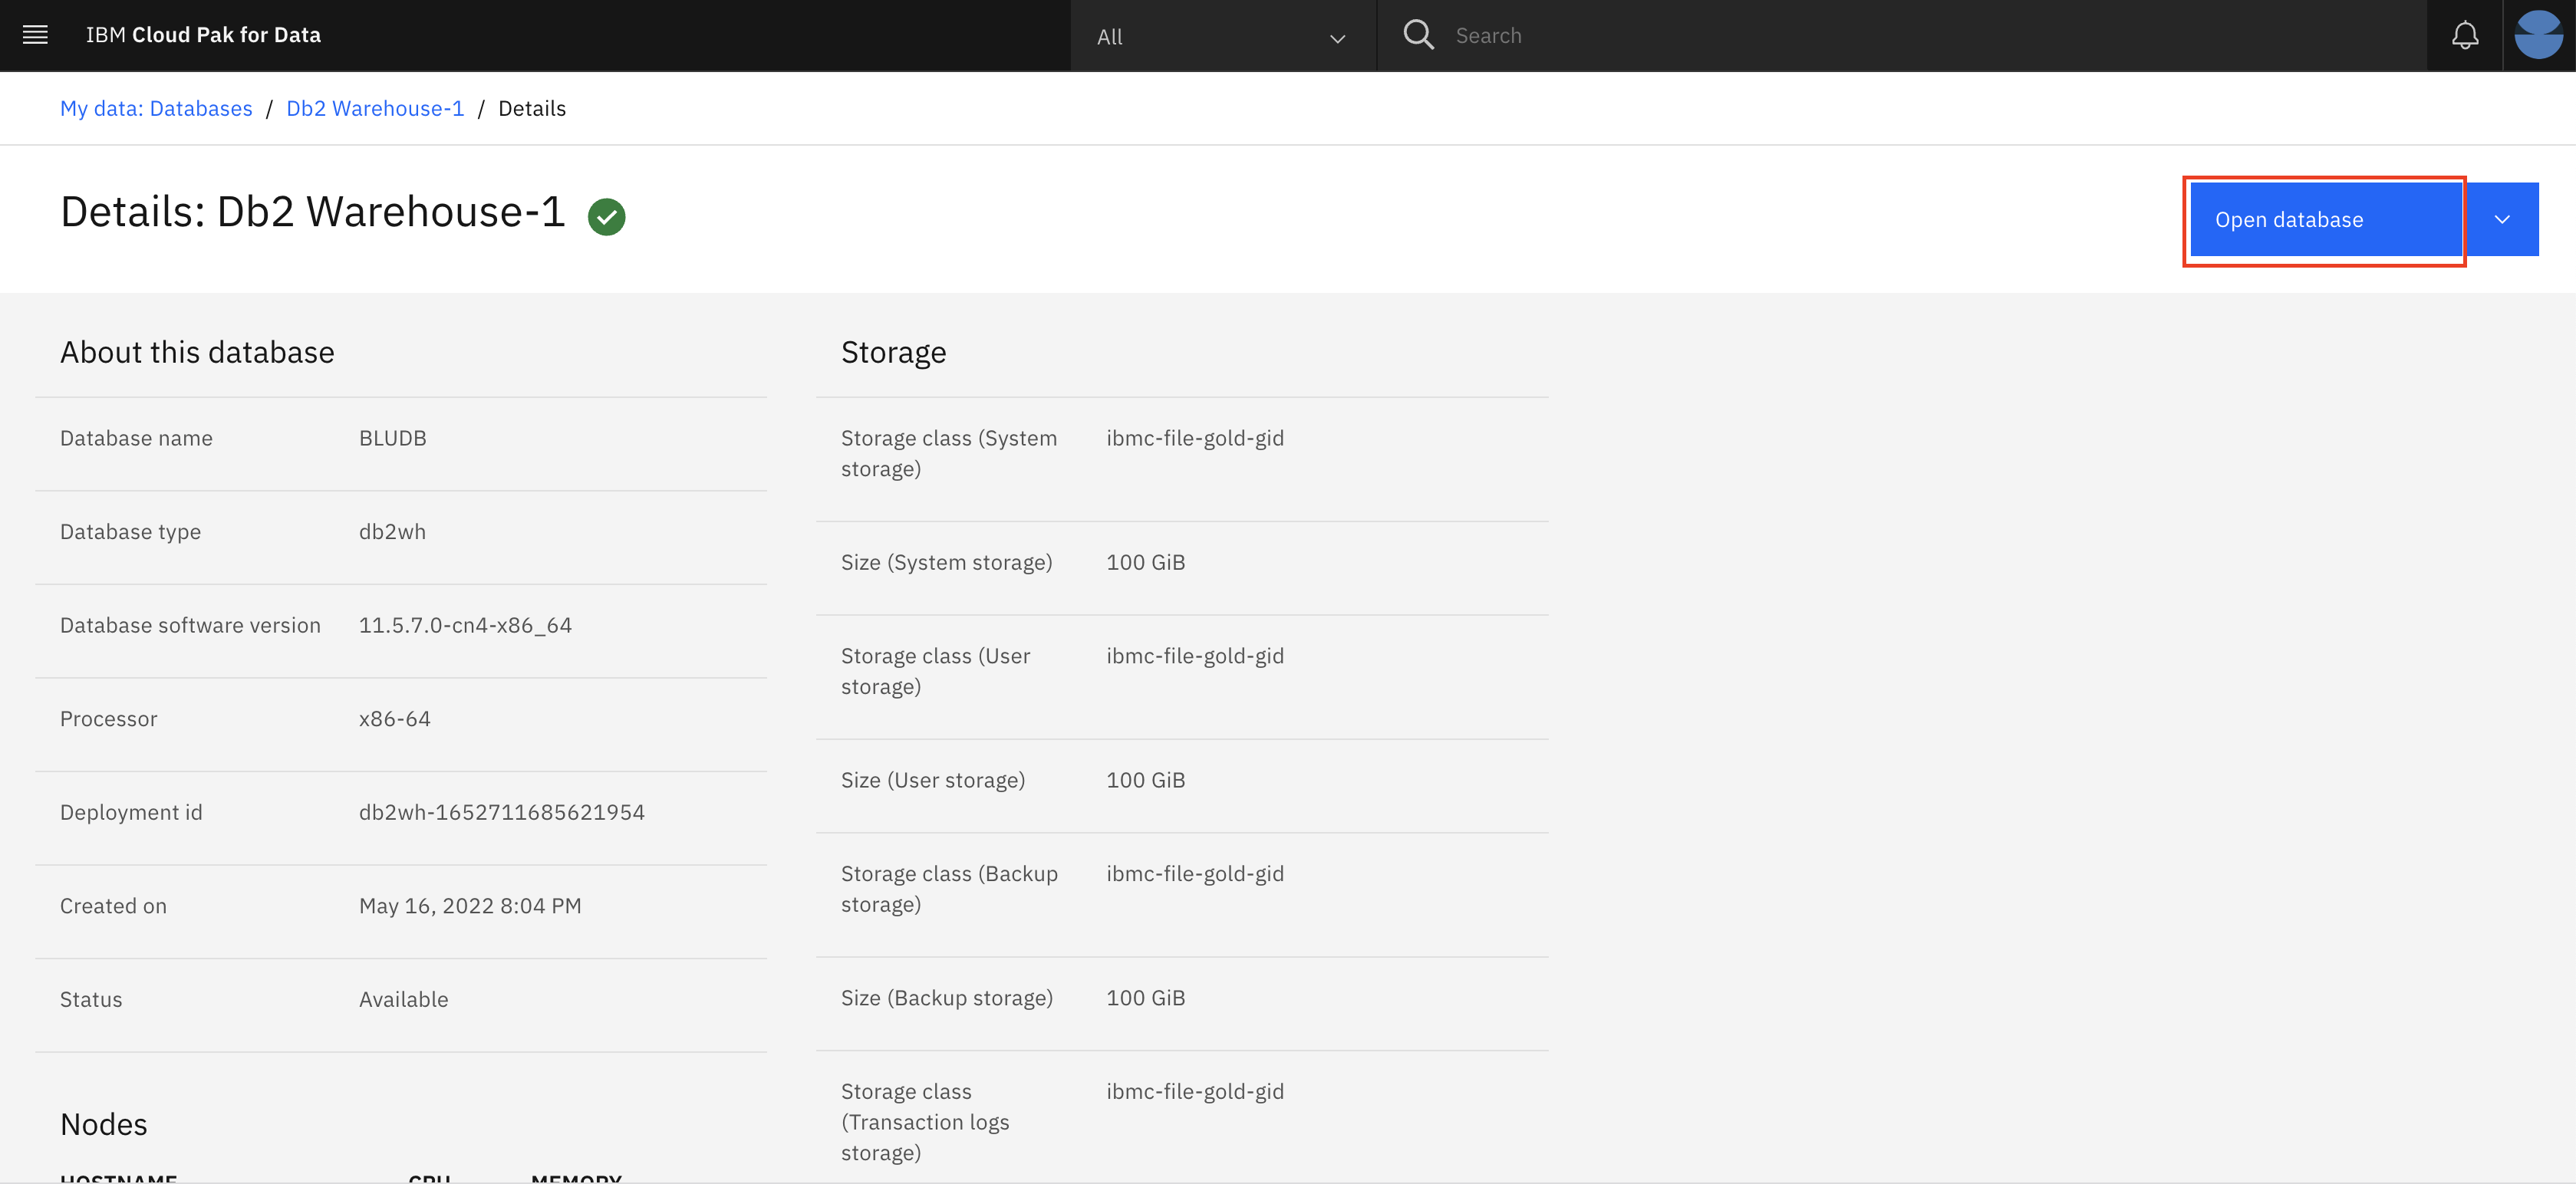 IBM Cloud Pak for Data
All
Search
My data: Databases / Db2 Warehouse-1 / Details
Details: Db2 Warehouse-1
Open database
About this database
Database name BLUDB
Database type db2wh
Database software version 11.5.7.0-cn4-x86_64
Processor x86-64
Deployment id db2wh-1652711685621954
Created on May 16, 2022 8:04 PM
Status Available
Nodes
HOSTNAME CPU MEMORY
Storage
Storage class (System ibmc-file-gold-gid
storage)
Size (System storage) 100 GiB
Storage class (User ibmc-file-gold-gid
storage)
Size (User storage) 100 GiB
Storage class (Backup ibmc-file-gold-gid
storage)
Size (Backup storage) 100 GiB
Storage class ibmc-file-gold-gid
(Transaction logs
storage)